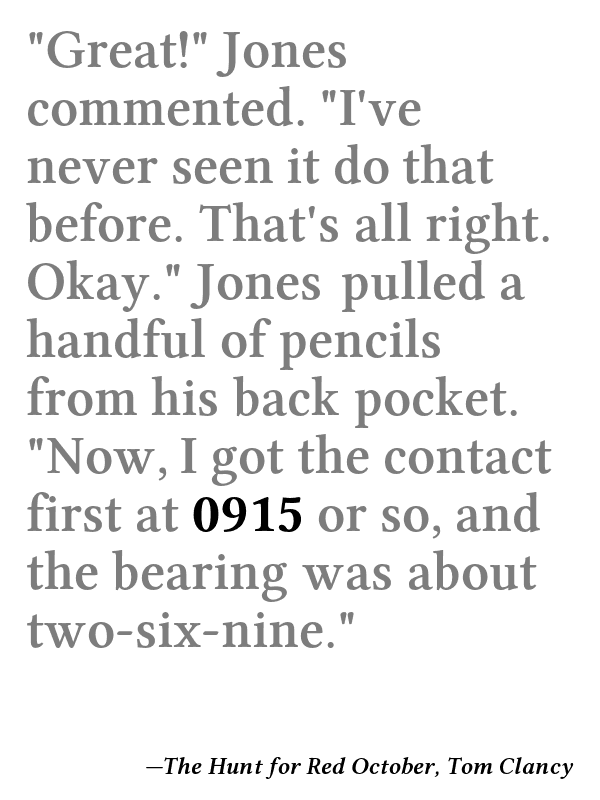 "Great!" Jones
commented. "I've
never seen it do that
before. That's all right.
Okay." Jones pulled a
handful of pencils
from his back pocket.
"Now, I got the contact
first at 0915 or so, and
the bearing was about
two-six-nine."
—The Hunt for Red October, Tom Clancy